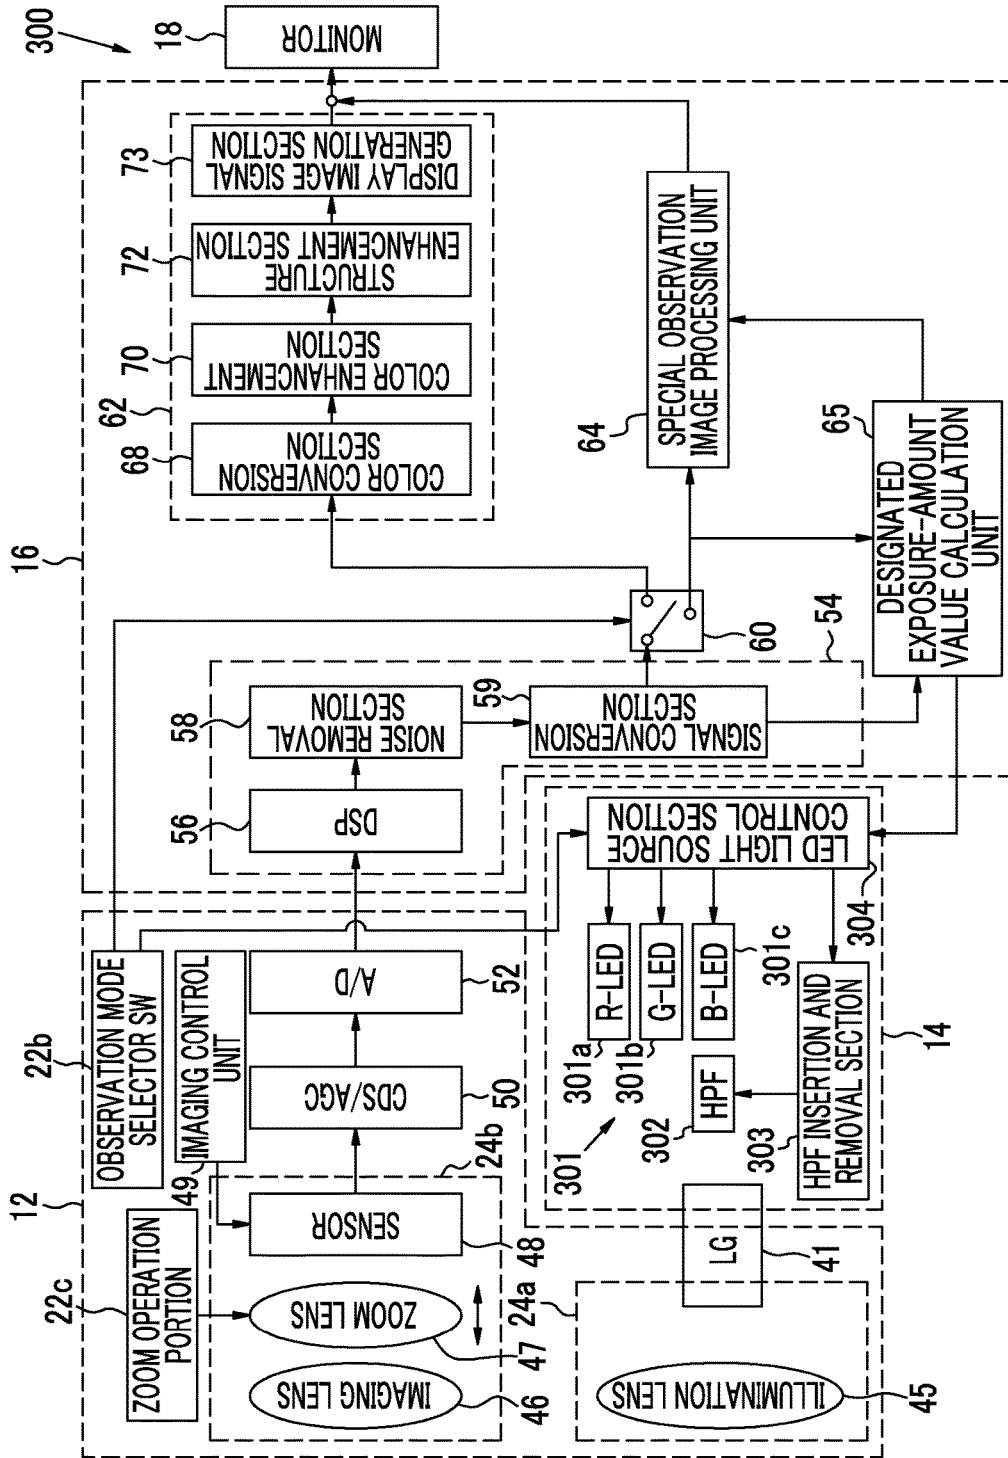 300
16
12
22c
ZOOM OPERATION
PORTION
22b
OBSERVATION MODE
SELECTOR SW
49
IMAGING CONTROL
UNIT
IMAGING LENS
46
ZOOM LENS
47
SENSOR
48
24b
CDS/AGC
50
A/D
52
56
DSP
58
NOISE REMOVAL
SECTION
59
SIGNAL CONVERSION
SECTION
54
60
62
68
COLOR CONVERSION
SECTION
70
COLOR ENHANCEMENT
SECTION
72
STRUCTURE
ENHANCEMENT SECTION
73
DISPLAY IMAGE SIGNAL
GENERATION SECTION
18
MONITOR
64
SPECIAL OBSERVATION
IMAGE PROCESSING UNIT
65
DESIGNATED
EXPOSURE-AMOUNT
VALUE CALCULATION
UNIT
24a
ILLUMINATION LENS
45
LG
41
301
301a
R-LED
301b
G-LED
B-LED
301c
302
HPF
303
HPF INSERTION AND
REMOVAL SECTION
LED LIGHT SOURCE
CONTROL SECTION
304
14